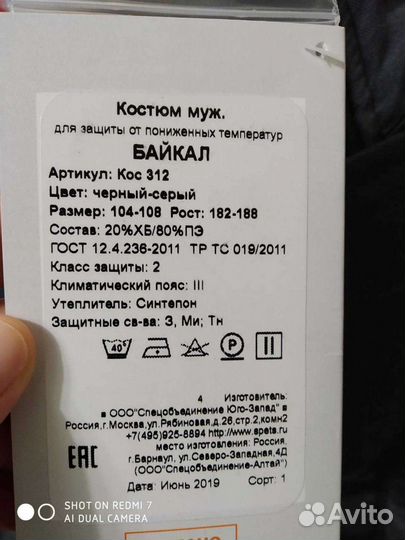 Костюм муж.
для защиты от пониженных температур
БАЙКАЛ
Артикул: Кос 312
Цвет: черный-серый
Размер: 104-108 Рост: 182-188
Состав: 20%ХБ/80%ПЭ
ГОСТ 12.4.236-2011 ТР ТС 019/2011
Класс защиты: 2
Климатический пояс: III
Утеплитель: Синтепон
Защитные св-ва: З, Ми; Тн
40° P
4 Изготовитель:
ООО"Спецобъединение Юго-Запад"
Россия,г.Москва,ул.Рябиновая,д.26,стр.2,комн2
+7(495)925-8894 http://www.spets.ru
место изготовления: Россия.
г.Барнаул, ул.Северо-Западная,4Д
(ООО"Спецобъединение-Алтай")
ЕАС
Дата: Июнь 2019 Сорт: 1
SHOT ON REDMI 7
AI DUAL CAMERA
Avito